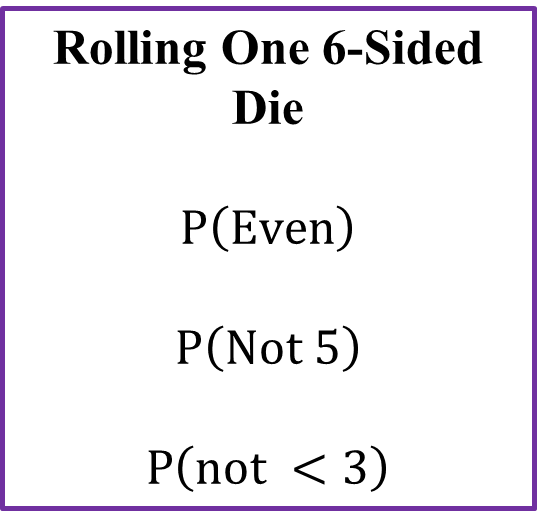 Rolling One 6-Sided
Die
P(Even)
P(Not 5)
P(not < 3)